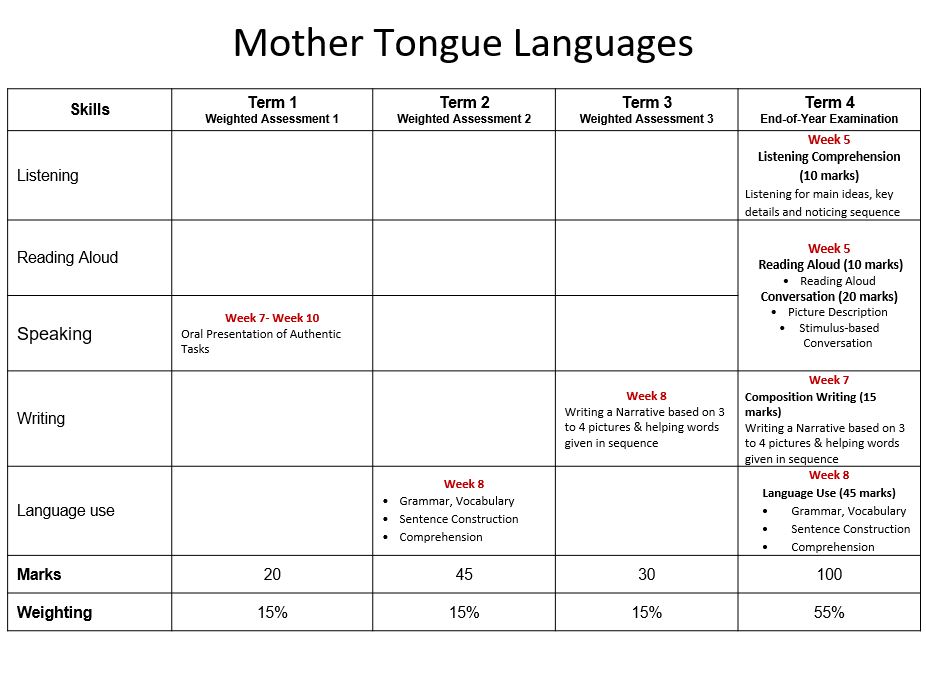 Mother Tongue Languages
Skills
Term 1
Weighted Assessment 1
Term 2
Weighted Assessment 2
Term 3
Weighted Assessment 3
Term 4
End-of-Year Examination
Listening
Week 5
Listening Comprehension
(10 marks)
Listening for main ideas, key
details and noticing sequence
Reading Aloud
Week 5
Reading Aloud (10 marks)
• Reading Aloud
Conversation (20 marks)
• Picture Description
• Stimulus-based
Conversation
Speaking
Week 7- Week 10
Oral Presentation of Authentic
Tasks
Writing
Week 8
Writing a Narrative based on 3
to 4 pictures & helping words
given in sequence
Week 7
Composition Writing (15
marks)
Writing a Narrative based on 3
to 4 pictures & helping words
given in sequence
Language use
Week 8
• Grammar, Vocabulary
• Sentence Construction
• Comprehension
Week 8
Language Use (45 marks)
• Grammar, Vocabulary
• Sentence Construction
• Comprehension
Marks
20
45
30
100
Weighting
15%
15%
15%
55%